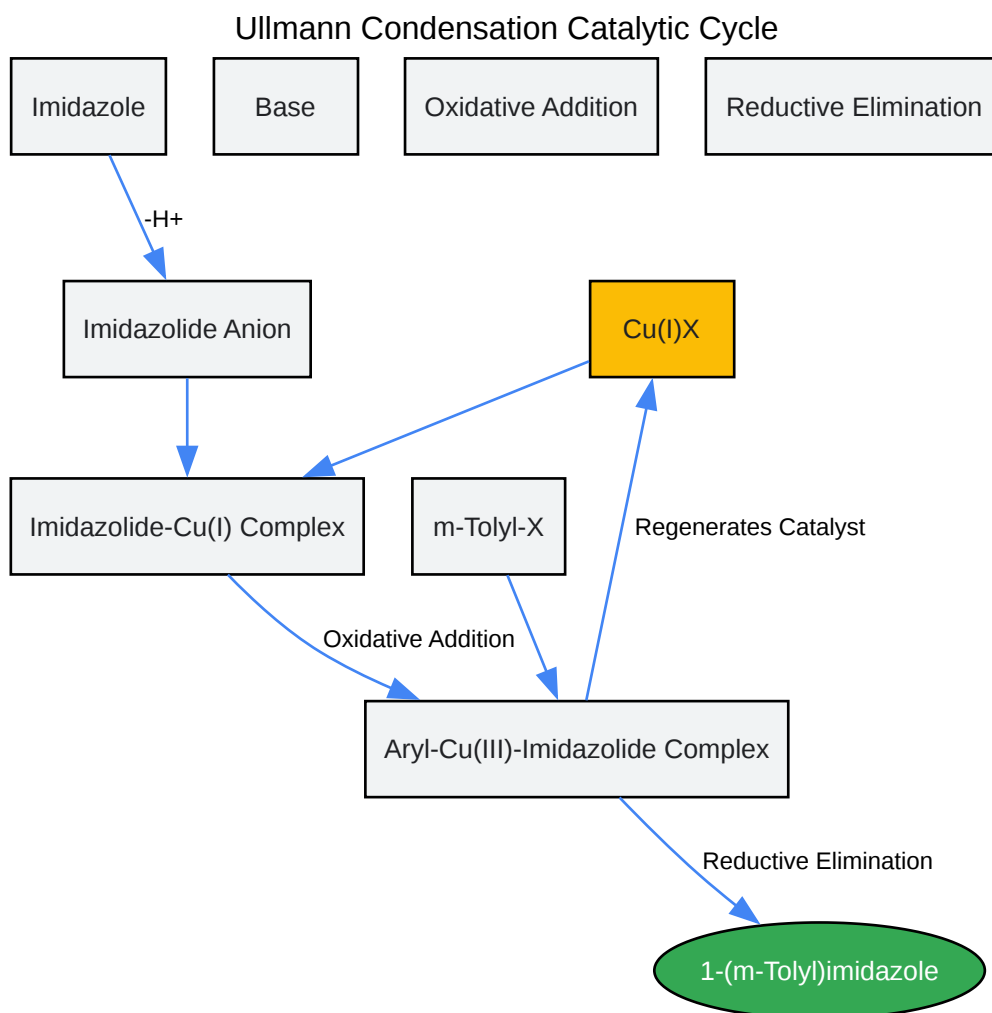 Ullmann Condensation Catalytic Cycle
Imidazole
Base
Oxidative Addition
Reductive Elimination
-H+
Imidazolide Anion
Cu(I)X
Imidazolide-Cu(I) Complex
m-Tolyl-X
Regenerates Catalyst
Oxidative Addition
Aryl-Cu(III)-Imidazolide Complex
Reductive Elimination
1-(m-Tolyl)imidazole